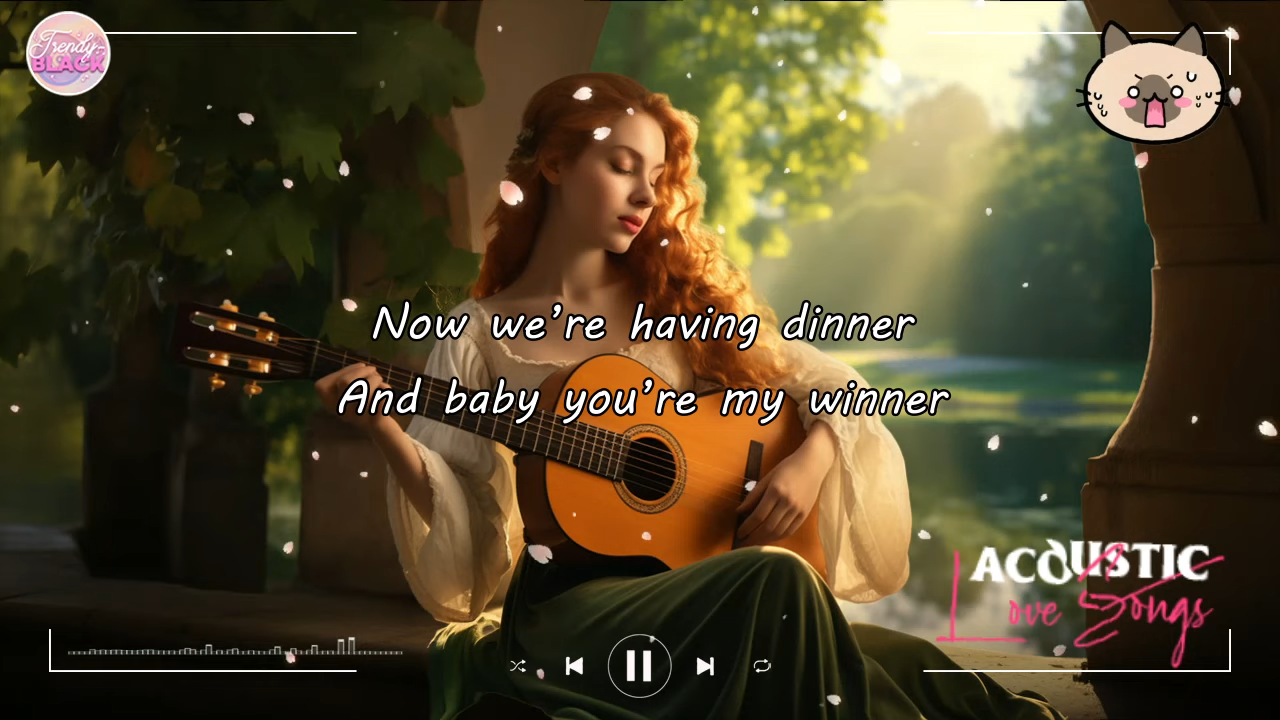 Trendy
BLACK
Now we're having dinner
And baby you're my winner
ACOUSTIC
Love Songs